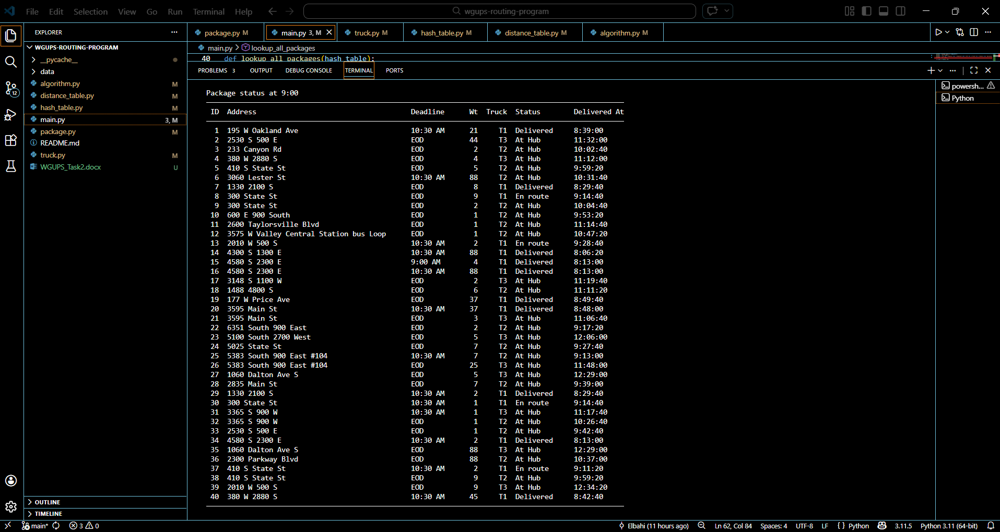 File Edit Selection View Go Run Terminal Help wgups-routing-program
EXPLORER
WGUPS-ROUTING-PROGRAM
__pycache__
data
algorithm.py M
distance_table.py M
hash_table.py M
main.py 3, M
package.py M
README.md
truck.py M
WGUPS_Task2.docx U
OUTLINE
TIMELINE
12
package.py M main.py 3, M truck.py M hash_table.py M distance_table.py M algorithm.py M
main.py > lookup_all_packages
40 def lookup_all_packages(hash_table):
PROBLEMS 3 OUTPUT DEBUG CONSOLE TERMINAL PORTS
powersh...
Python
Package status at 9:00
ID Address Deadline Wt Truck Status Delivered At
1 195 W Oakland Ave 10:30 AM 21 T1 Delivered 8:39:00
2 2530 S 500 E EOD 44 T3 At Hub 11:32:00
3 233 Canyon Rd EOD 2 T2 At Hub 10:02:40
4 380 W 2880 S EOD 4 T3 At Hub 11:12:00
5 410 S State St EOD 5 T2 At Hub 9:59:20
6 3060 Lester St 10:30 AM 88 T2 At Hub 10:31:40
7 1330 2100 S EOD 8 T1 Delivered 8:29:40
8 300 State St EOD 9 T1 En route 9:14:40
9 300 State St EOD 2 T2 At Hub 10:04:40
10 600 E 900 South EOD 1 T2 At Hub 9:53:20
11 2600 Taylorsville Blvd EOD 1 T2 At Hub 11:14:40
12 3575 W Valley Central Station bus Loop EOD 1 T2 At Hub 10:47:20
13 2010 W 500 S 10:30 AM 2 T1 En route 9:28:40
14 4300 S 1300 E 10:30 AM 88 T1 Delivered 8:06:20
15 4580 S 2300 E 9:00 AM 4 T1 Delivered 8:13:00
16 4580 S 2300 E 10:30 AM 88 T1 Delivered 8:13:00
17 3148 S 1100 W EOD 2 T3 At Hub 11:19:40
18 1488 4800 S EOD 6 T2 At Hub 11:11:20
19 177 W Price Ave EOD 37 T1 Delivered 8:49:40
20 3595 Main St 10:30 AM 37 T1 Delivered 8:48:00
21 3595 Main St EOD 3 T3 At Hub 11:06:40
22 6351 South 900 East EOD 2 T2 At Hub 9:17:20
23 5100 South 2700 West EOD 5 T3 At Hub 12:06:00
24 5025 State St EOD 7 T2 At Hub 9:27:40
25 5383 South 900 East #104 10:30 AM 7 T2 At Hub 9:13:00
26 5383 South 900 East #104 EOD 25 T3 At Hub 11:48:00
27 1060 Dalton Ave S EOD 5 T3 At Hub 12:29:00
28 2835 Main St EOD 7 T2 At Hub 9:39:00
29 1330 2100 S 10:30 AM 2 T1 Delivered 8:29:40
30 300 State St 10:30 AM 1 T1 En route 9:14:40
31 3365 S 900 W 10:30 AM 1 T3 At Hub 11:17:40
32 3365 S 900 W EOD 1 T2 At Hub 10:26:40
33 2530 S 500 E EOD 1 T2 At Hub 9:42:40
34 4580 S 2300 E 10:30 AM 2 T1 Delivered 8:13:00
35 1060 Dalton Ave S EOD 88 T3 At Hub 12:29:00
36 2300 Parkway Blvd EOD 88 T2 At Hub 10:37:00
37 410 S State St 10:30 AM 2 T1 En route 9:11:20
38 410 S State St EOD 9 T2 At Hub 9:59:20
39 2010 W 500 S EOD 9 T3 At Hub 12:34:20
40 380 W 2880 S 10:30 AM 45 T1 Delivered 8:42:40
main* 3 0 Elbahi (11 hours ago) Ln 62, Col 84 Spaces: 4 UTF-8 LF { } Python 3.11.5 Python 3.11 (64-bit)